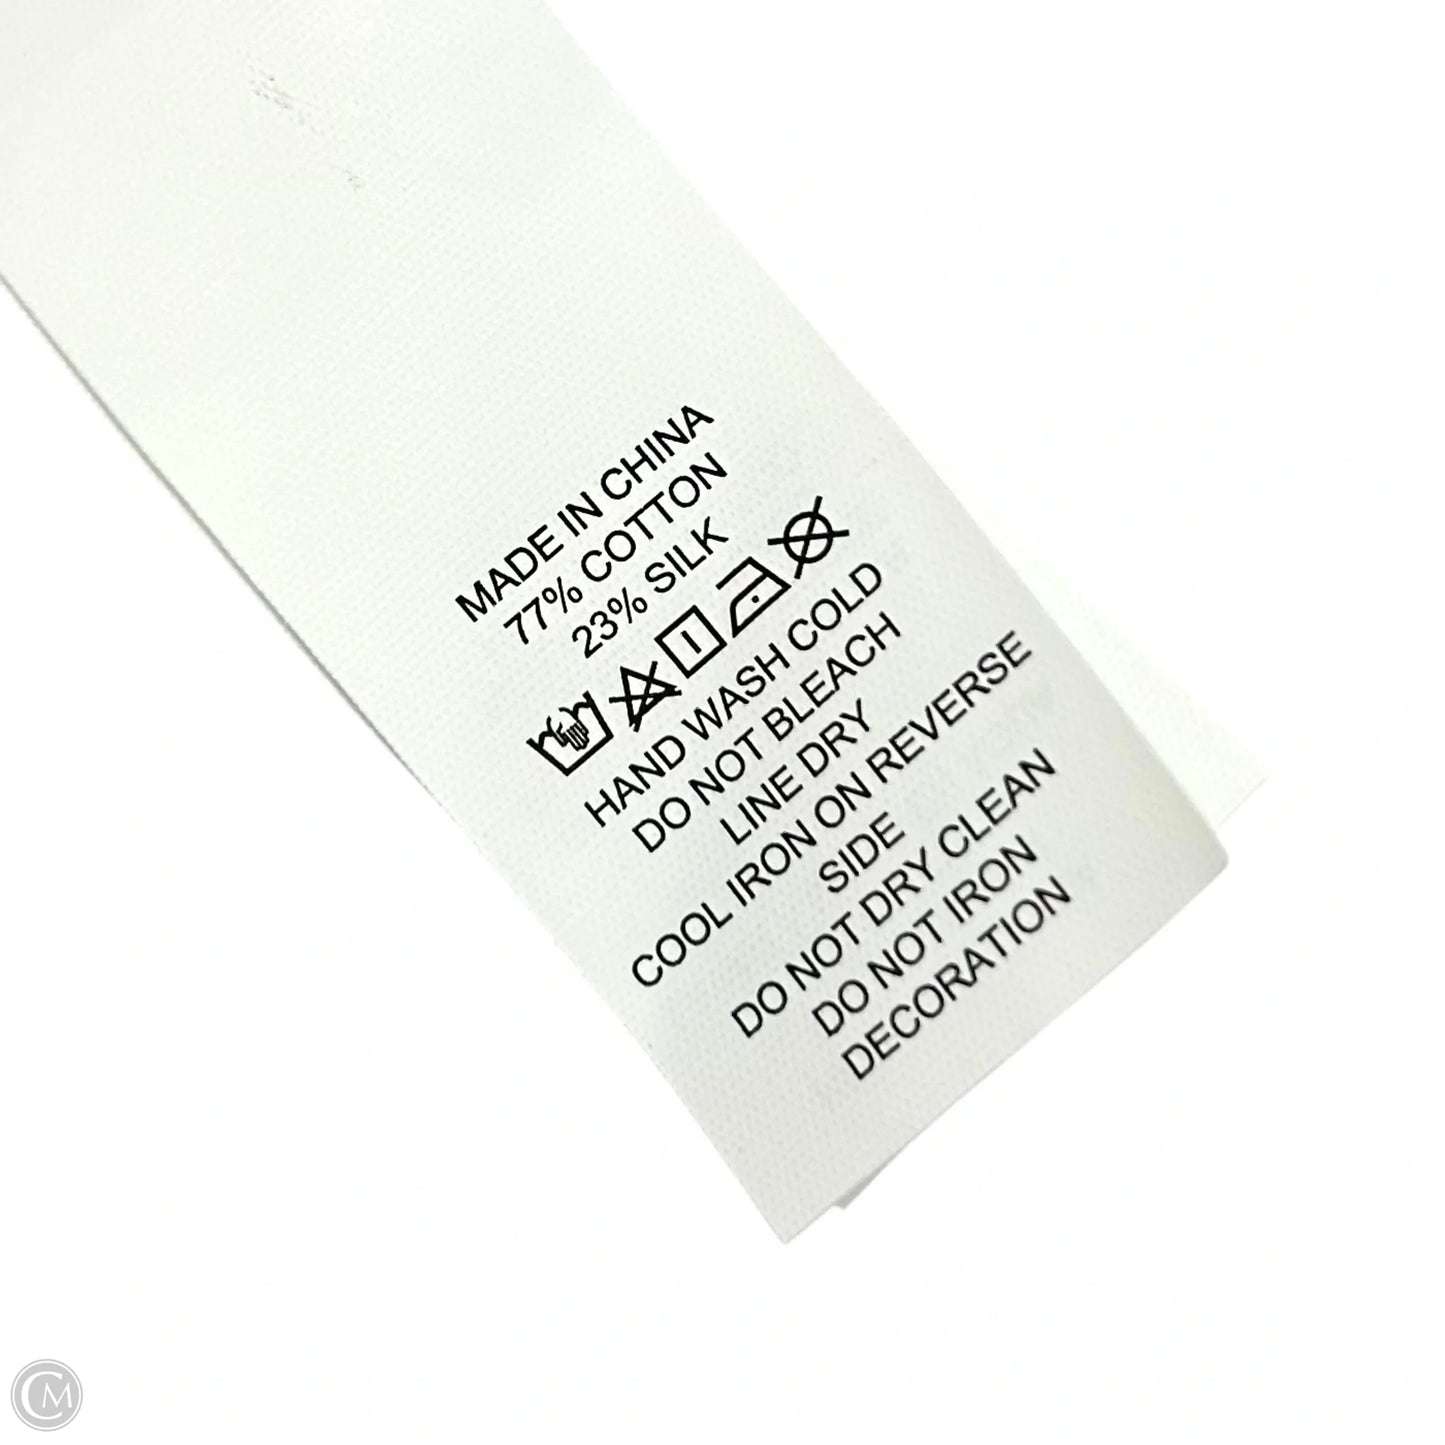 MADE IN CHINA
77% COTTON
23% SILK
HAND WASH COLD
DO NOT BLEACH
LINE DRY
COOL IRON ON REVERSE
SIDE
DO NOT DRY CLEAN
DO NOT IRON
DECORATION
CM